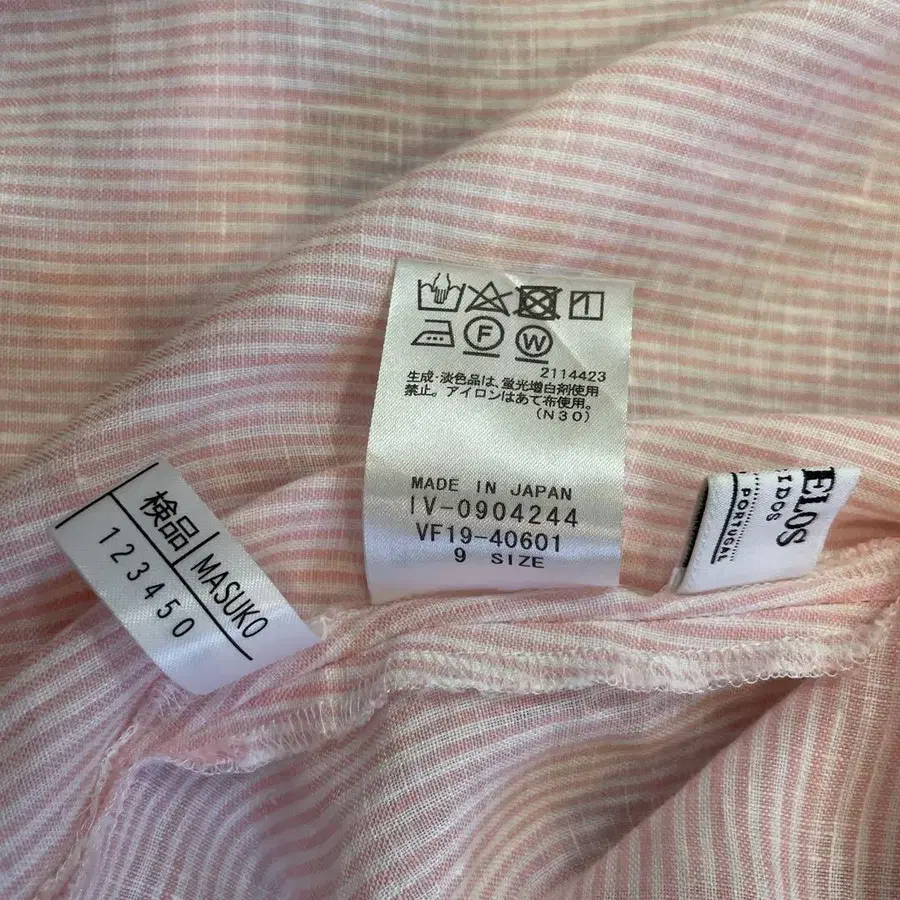 検品 MASUKO
123450
F
W
2114423
生成・淡色品は、蛍光増白剤使用
禁止。アイロンはあて布使用。
(N30)
MADE IN JAPAN
IV-0904244
VF19-40601
9 SIZE
ELOS
IDOS
PORTUGAL